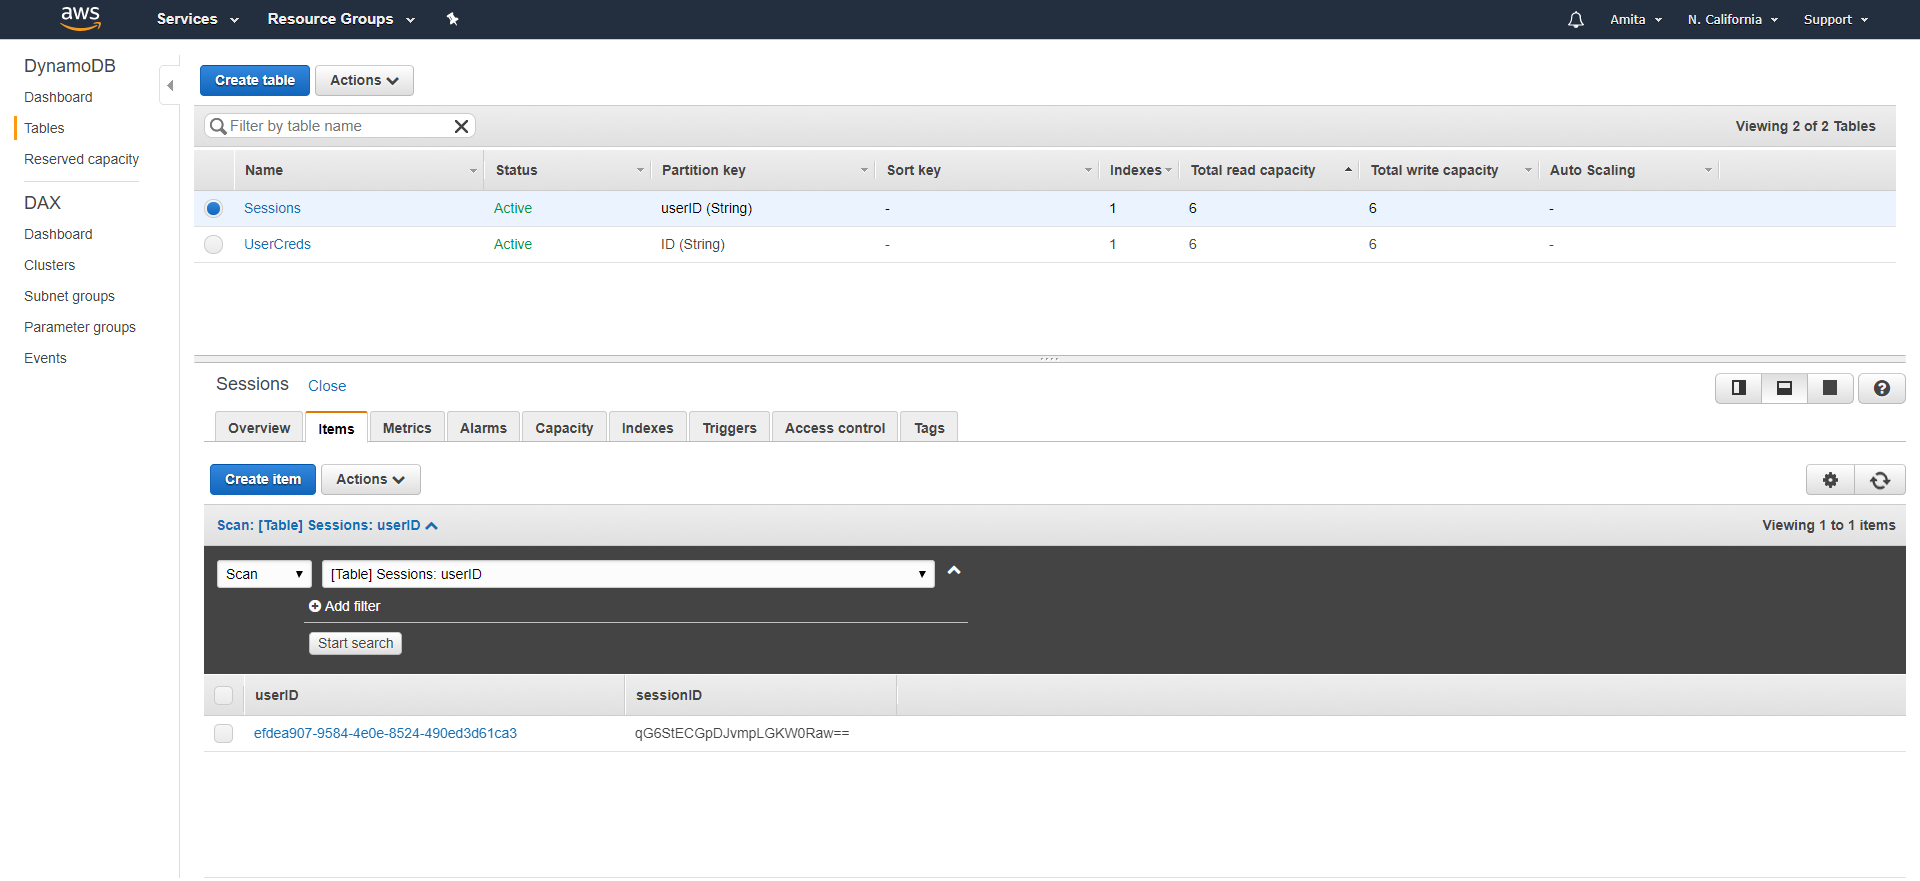 aws Services Resource Groups Amita N. California Support
DynamoDB
Dashboard
Tables
Reserved capacity
DAX
Dashboard
Clusters
Subnet groups
Parameter groups
Events
Create table Actions
Filter by table name Viewing 2 of 2 Tables
Name Status Partition key Sort key Indexes Total read capacity Total write capacity Auto Scaling
Sessions Active userID (String) - 1 6 6 -
UserCreds Active ID (String) - 1 6 6 -
Sessions Close
Overview Items Metrics Alarms Capacity Indexes Triggers Access control Tags
Create item Actions
Scan: [Table] Sessions: userID Viewing 1 to 1 items
Scan [Table] Sessions: userID
Add filter
Start search
userID sessionID
efdea907-9584-4e0e-8524-490ed3d61ca3 qG6StECGpDJvmpLGKW0Raw==